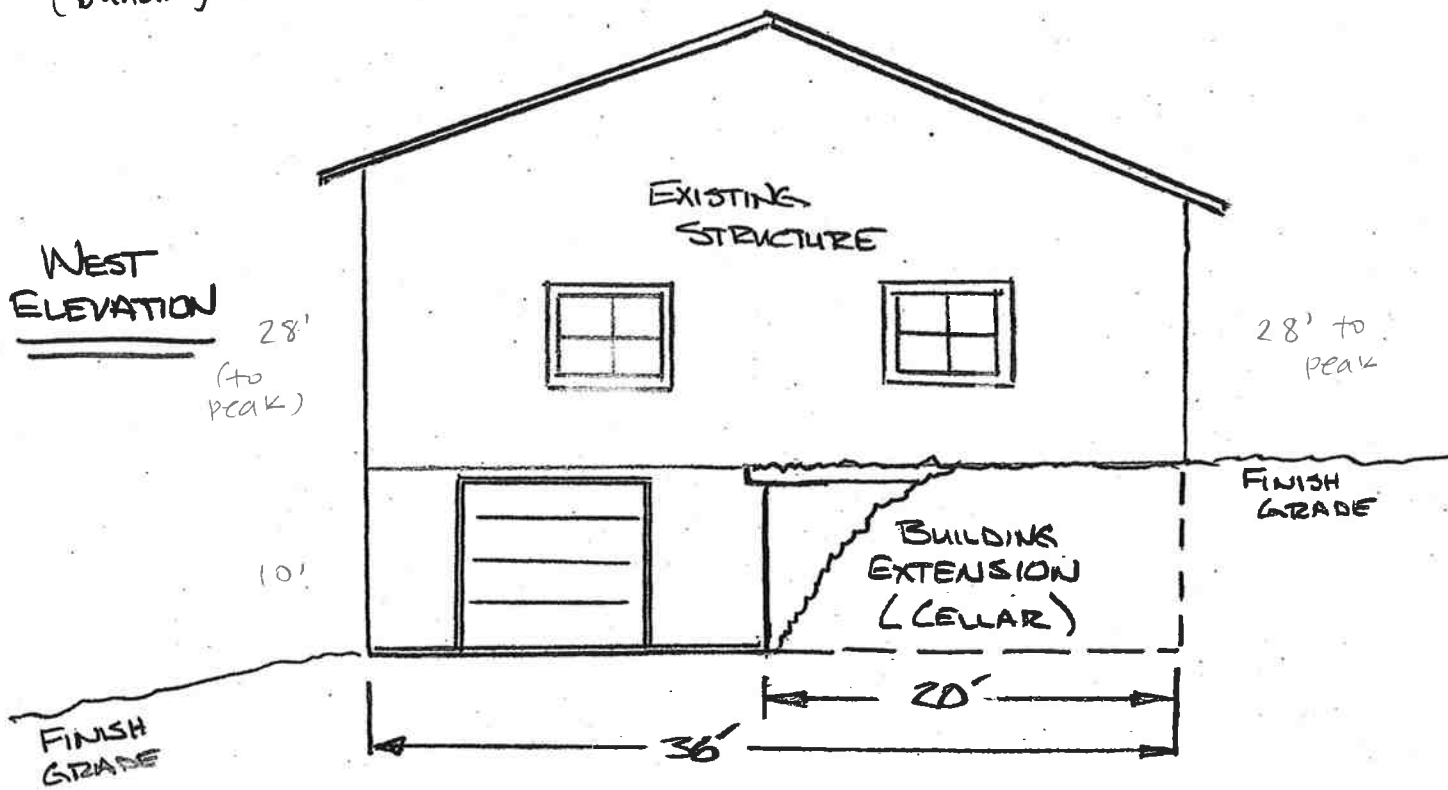 EXISTING
STRUCTURE
WEST
ELEVATION
28'
(to
peak)
28' to
peak
FINISH
GRADE
BUILDING
EXTENSION
(CELLAR)
10'
20'
36'
FINISH
GRADE